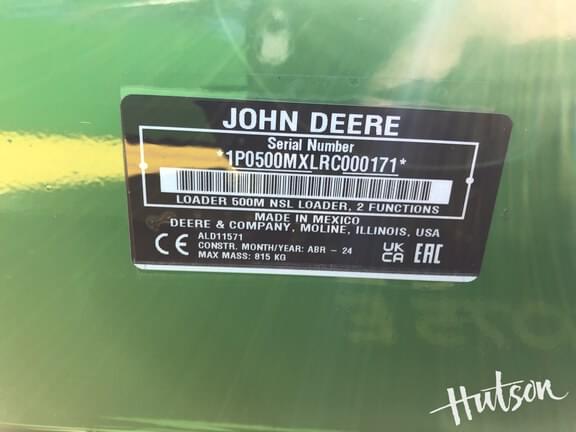 JOHN DEERE
Serial Number
*1P0500MXLRC000171*
LOADER 500M NSL LOADER, 2 FUNCTIONS
MADE IN MEXICO
DEERE & COMPANY, MOLINE, ILLINOIS, USA
ALD11571
CONSTR. MONTH/YEAR: ABR - 24
MAX MASS: 815 KG
CE
UK
CA
EAC
Hutson